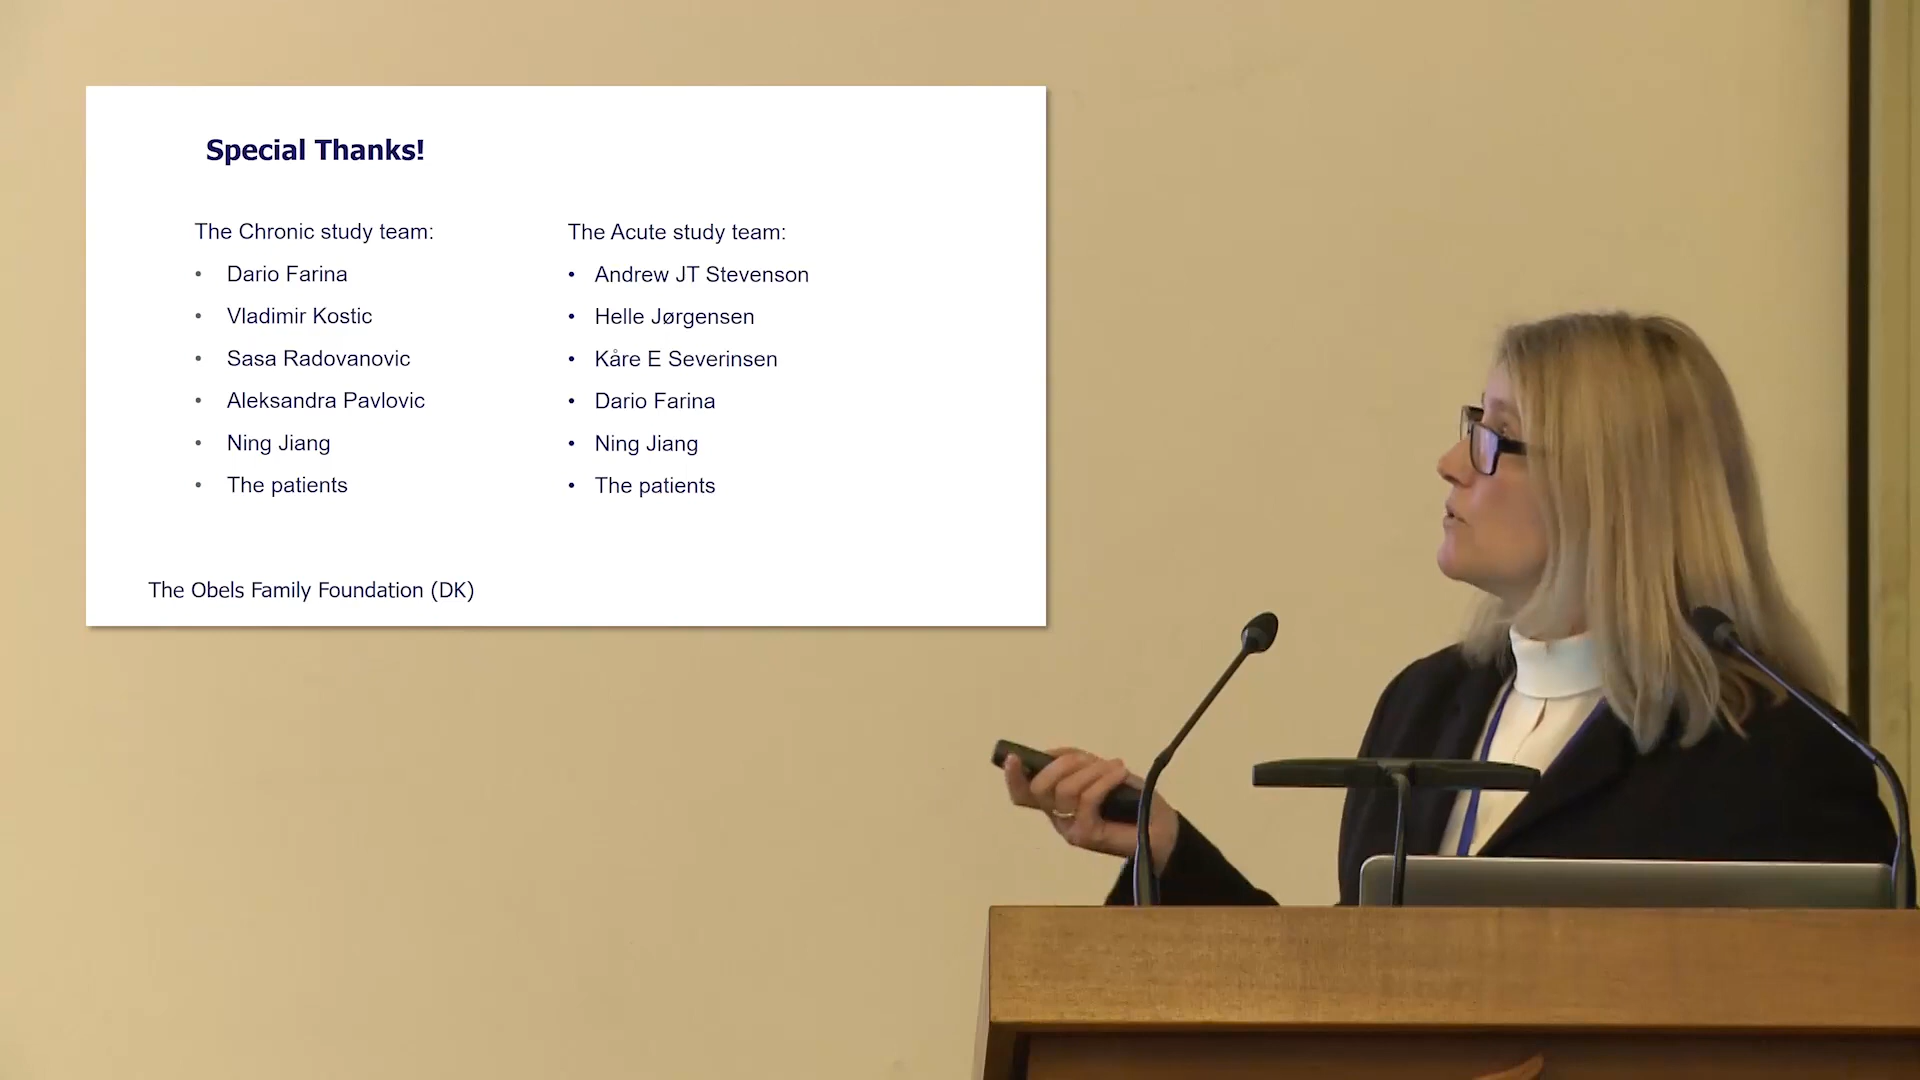 Special Thanks!
The Chronic study team:
• Dario Farina
• Vladimir Kostic
• Sasa Radovanovic
• Aleksandra Pavlovic
• Ning Jiang
• The patients
The Acute study team:
• Andrew JT Stevenson
• Helle Jørgensen
• Kåre E Severinsen
• Dario Farina
• Ning Jiang
• The patients
The Obels Family Foundation (DK)